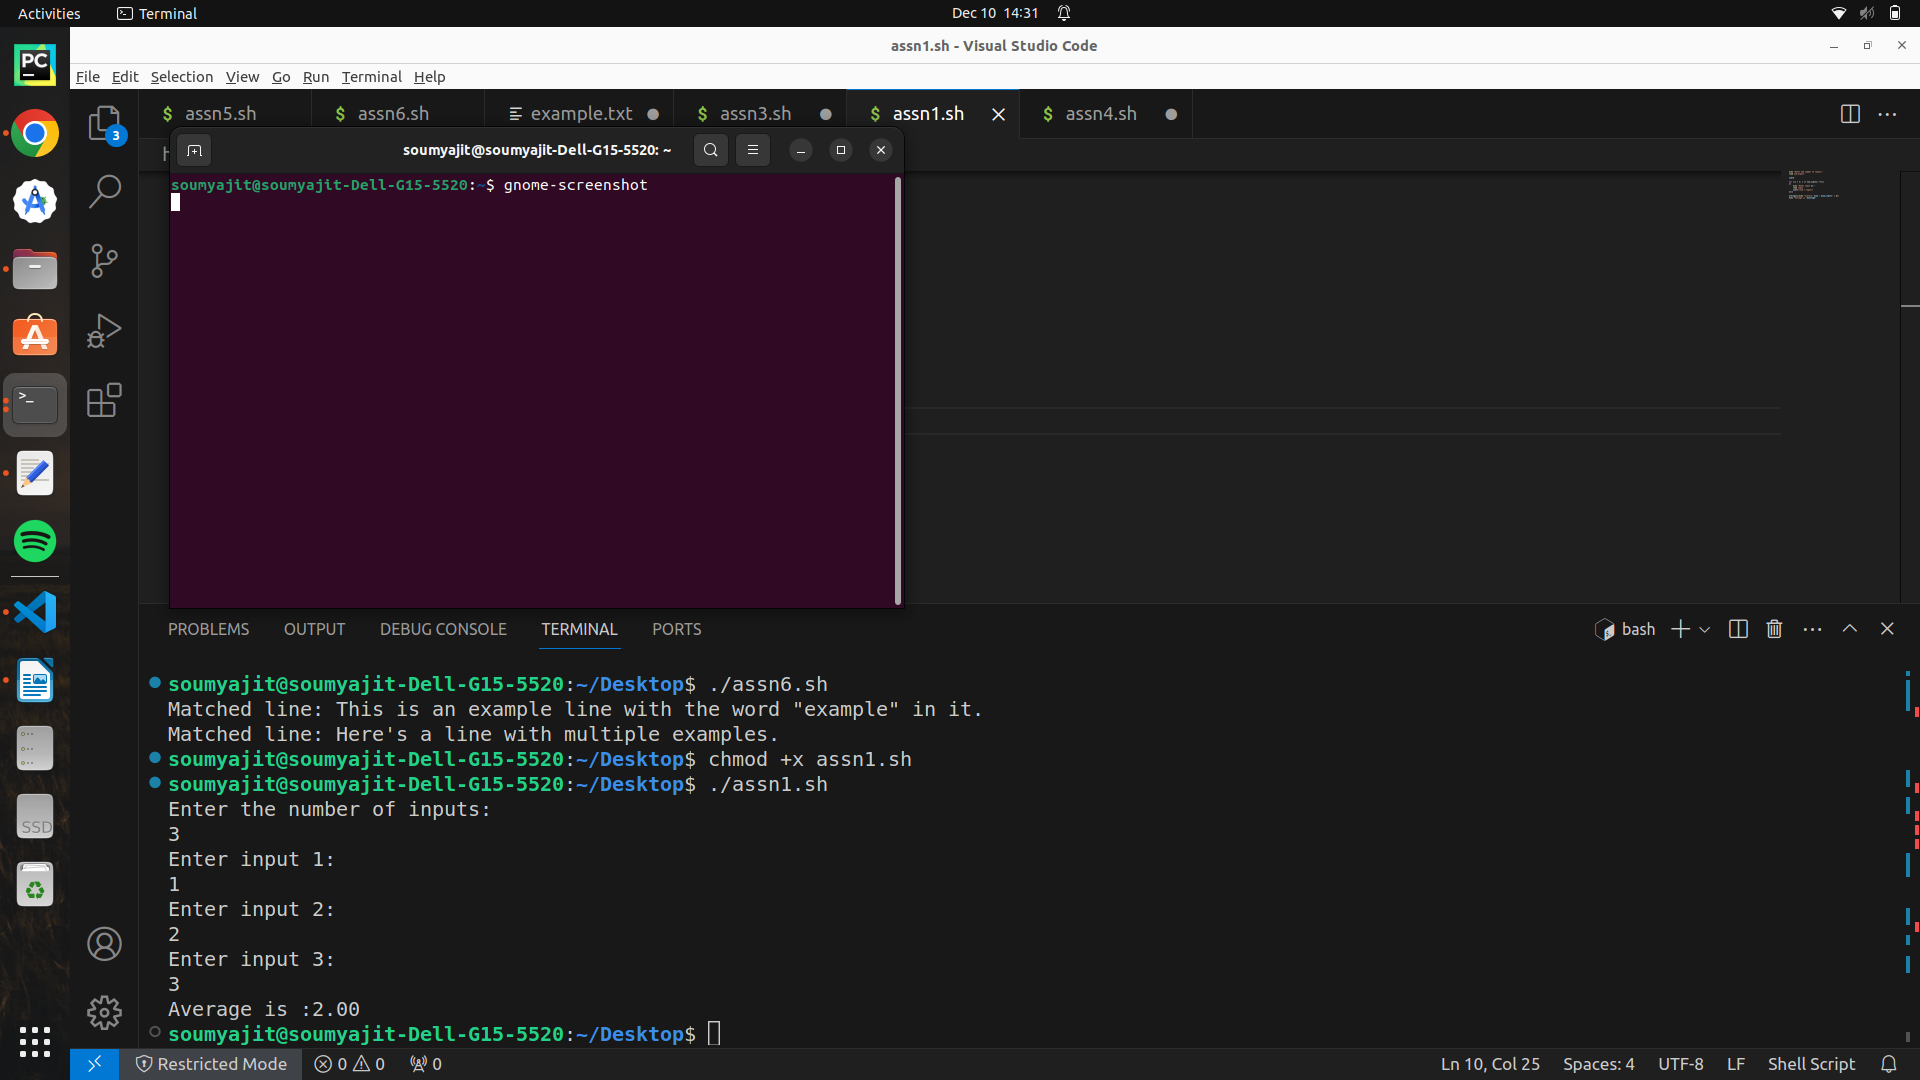 Activities Terminal Dec 10 14:31
assn1.sh - Visual Studio Code
File Edit Selection View Go Run Terminal Help
PC
3
$ assn5.sh $ assn6.sh example.txt $ assn3.sh $ assn1.sh $ assn4.sh
soumyajit@soumyajit-Dell-G15-5520: ~
soumyajit@soumyajit-Dell-G15-5520:~$ gnome-screenshot
PROBLEMS OUTPUT DEBUG CONSOLE TERMINAL PORTS bash
soumyajit@soumyajit-Dell-G15-5520:~/Desktop$ ./assn6.sh
Matched line: This is an example line with the word "example" in it.
Matched line: Here's a line with multiple examples.
soumyajit@soumyajit-Dell-G15-5520:~/Desktop$ chmod +x assn1.sh
soumyajit@soumyajit-Dell-G15-5520:~/Desktop$ ./assn1.sh
Enter the number of inputs:
3
Enter input 1:
1
Enter input 2:
2
Enter input 3:
3
Average is :2.00
soumyajit@soumyajit-Dell-G15-5520:~/Desktop$
SSD
Restricted Mode 0 0 0 Ln 10, Col 25 Spaces: 4 UTF-8 LF Shell Script